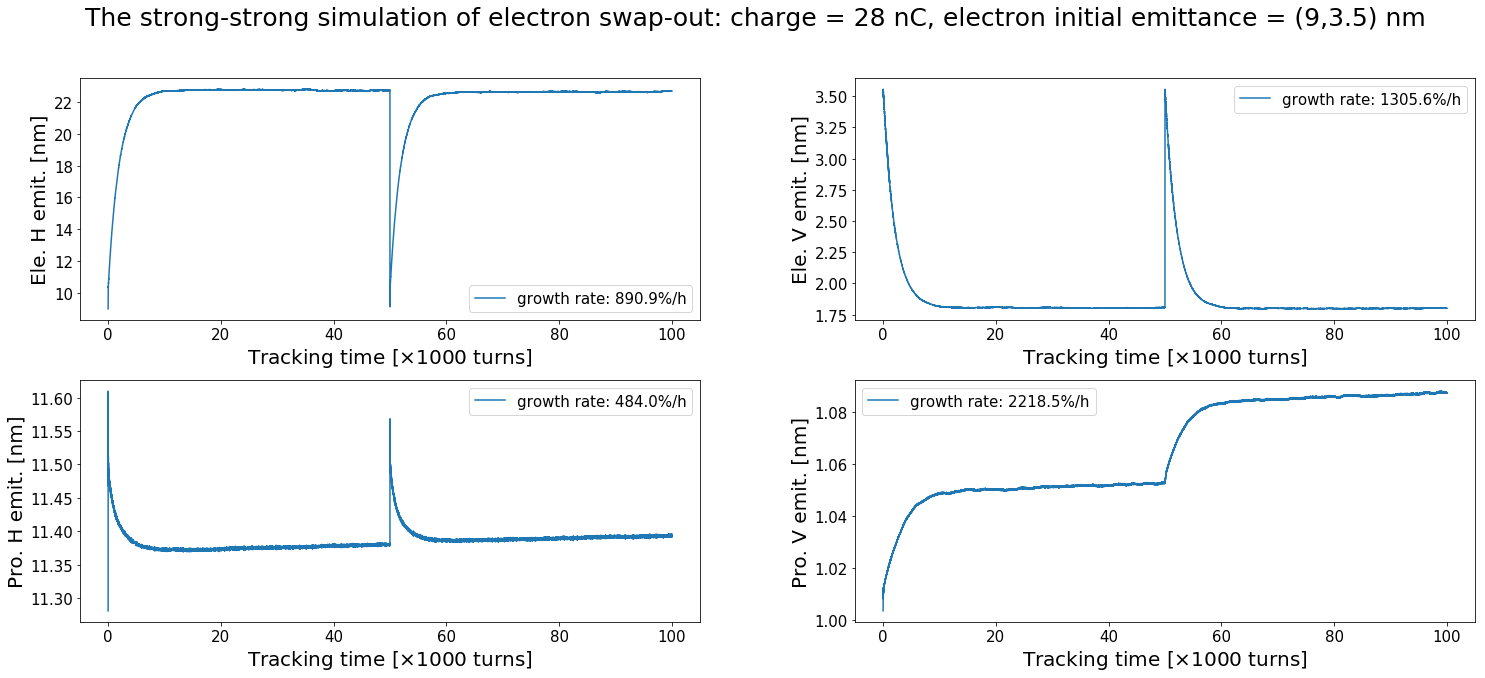 The strong-strong simulation of electron swap-out: charge = 28 nC, electron initial emittance = (9,3.5) nm
Ele. H emit. [nm]
22
20
18
16
14
12
10
growth rate: 890.9%/h
0 20 40 60 80 100
Tracking time [×1000 turns]
Ele. V emit. [nm]
3.50
3.25
3.00
2.75
2.50
2.25
2.00
1.75
growth rate: 1305.6%/h
0 20 40 60 80 100
Tracking time [×1000 turns]
Pro. H emit. [nm]
11.60
11.55
11.50
11.45
11.40
11.35
11.30
growth rate: 484.0%/h
0 20 40 60 80 100
Tracking time [×1000 turns]
Pro. V emit. [nm]
1.08
1.06
1.04
1.02
1.00
growth rate: 2218.5%/h
0 20 40 60 80 100
Tracking time [×1000 turns]